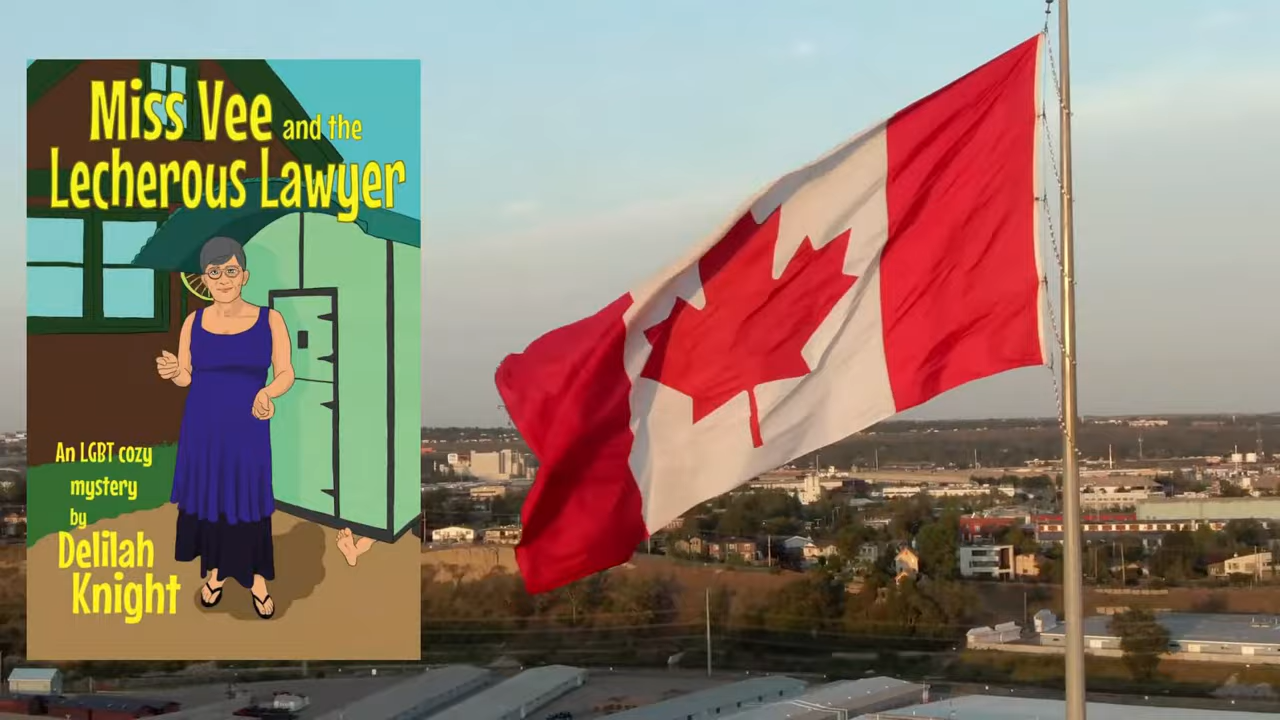 Miss Vee and the
Lecherous Lawyer
An LGBT cozy
mystery
by
Delilah
Knight